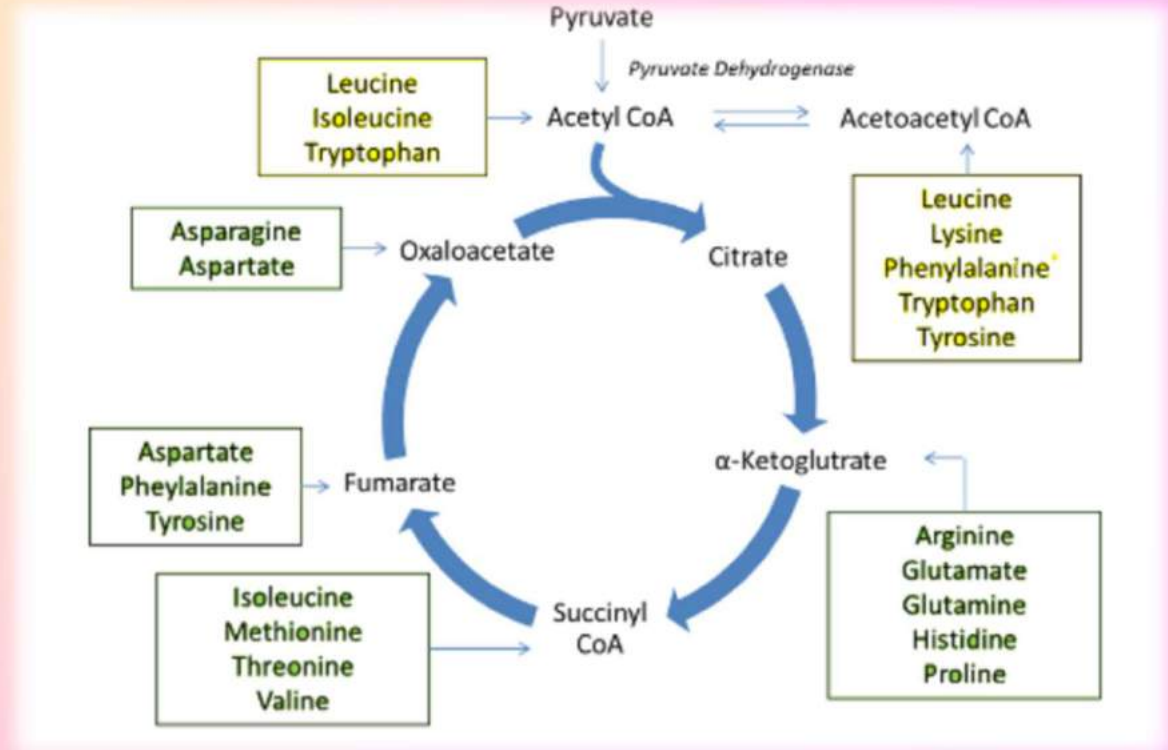 Pyruvate
Pyruvate Dehydrogenase
Leucine
Isoleucine
Tryptophan
Acetyl CoA
Acetoacetyl CoA
Leucine
Lysine
Phenylalanine
Tryptophan
Tyrosine
Asparagine
Aspartate
Oxaloacetate
Citrate
Aspartate
Pheylalanine
Tyrosine
Fumarate
α-Ketoglutrate
Arginine
Glutamate
Glutamine
Histidine
Proline
Isoleucine
Methionine
Threonine
Valine
Succinyl
CoA